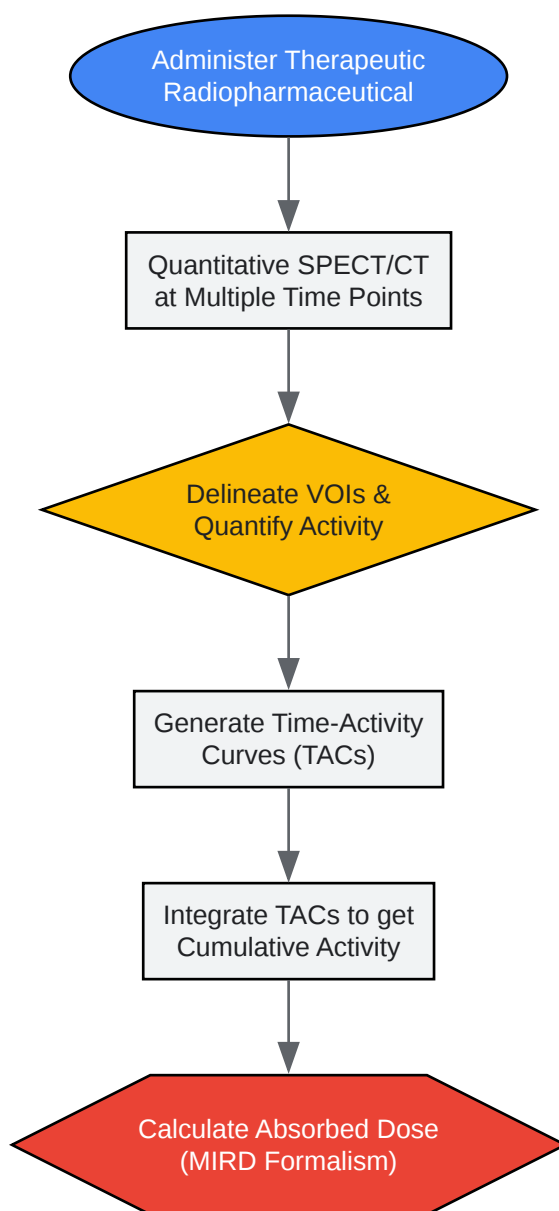 Administer Therapeutic
Radiopharmaceutical
Quantitative SPECT/CT
at Multiple Time Points
Delineate VOIs &
Quantify Activity
Generate Time-Activity
Curves (TACs)
Integrate TACs to get
Cumulative Activity
Calculate Absorbed Dose
(MIRD Formalism)